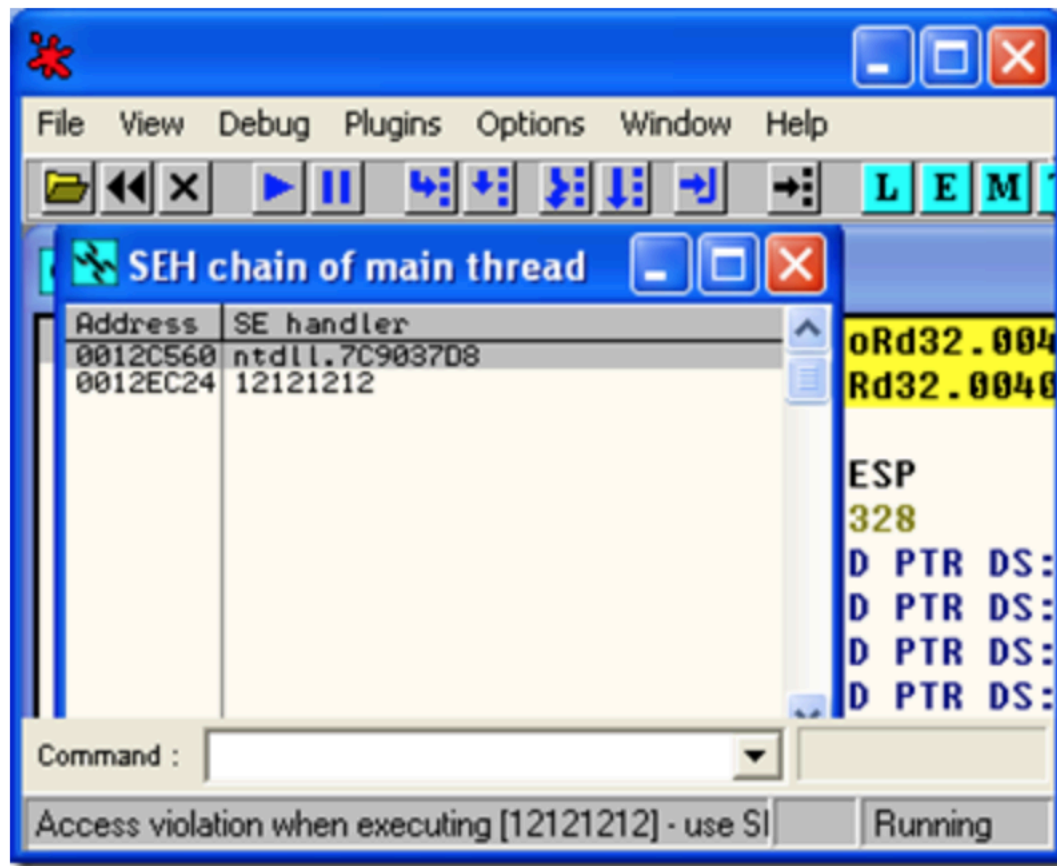 File View Debug Plugins Options Window Help
L E M
SEH chain of main thread
Address SE handler
0012C560 ntdll.7C9037D8
0012EC24 12121212
oRd32.004
Rd32.0040
ESP
328
D PTR DS:
D PTR DS:
D PTR DS:
D PTR DS:
Command :
Access violation when executing [12121212] - use SI
Running